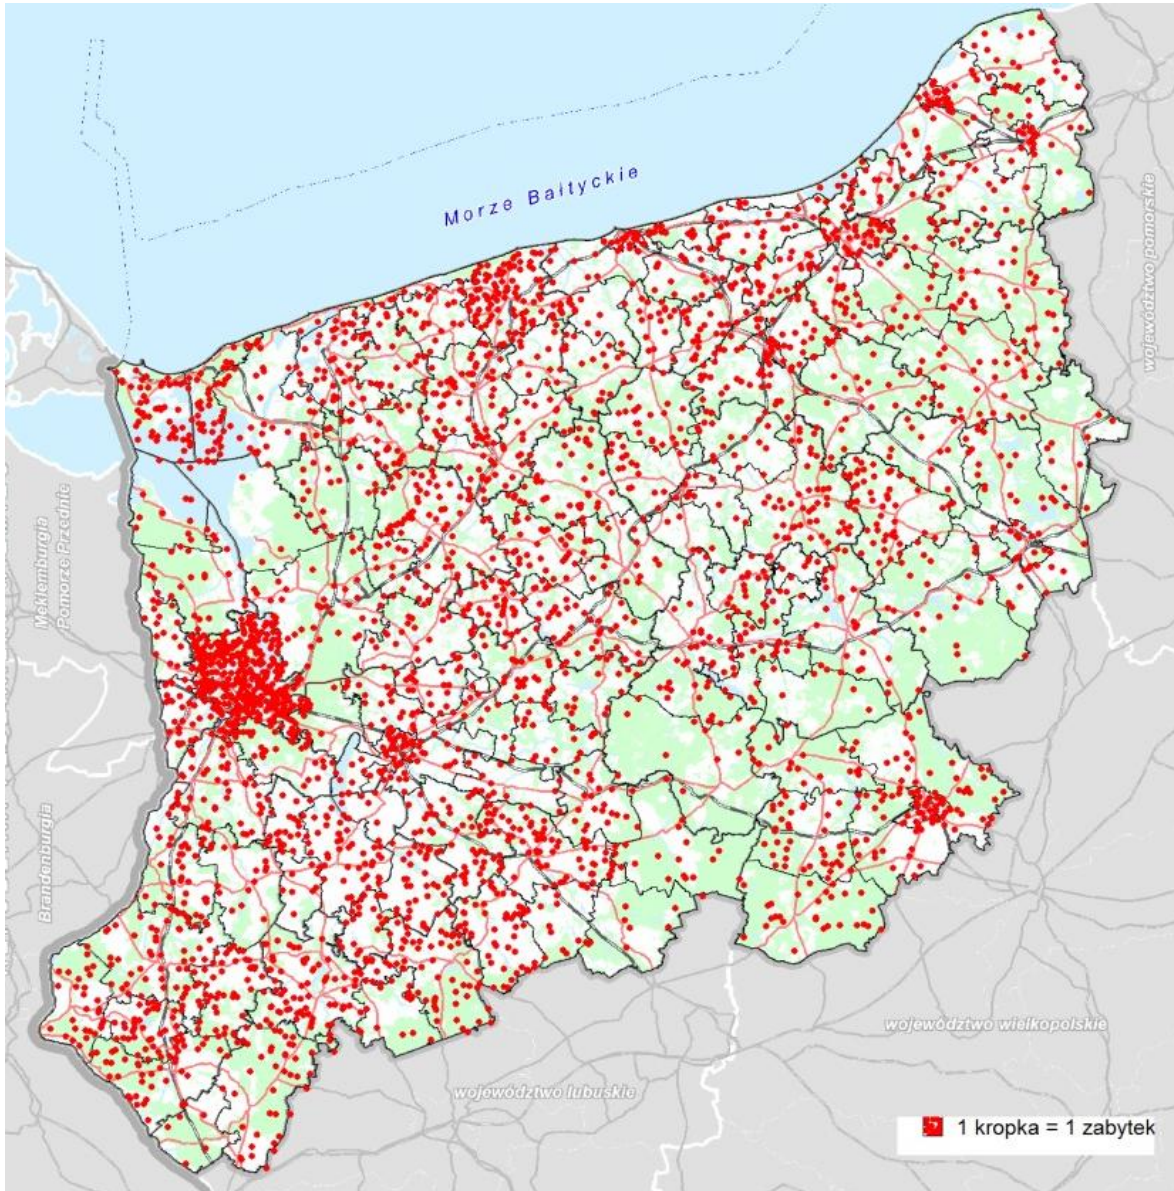 Morze Bałtyckie
województwo pomorskie
Meklemburgia
Pomorze Przednie
Brandenburgia
województwo wielkopolskie
województwo lubuskie
1 kropka = 1 zabytek